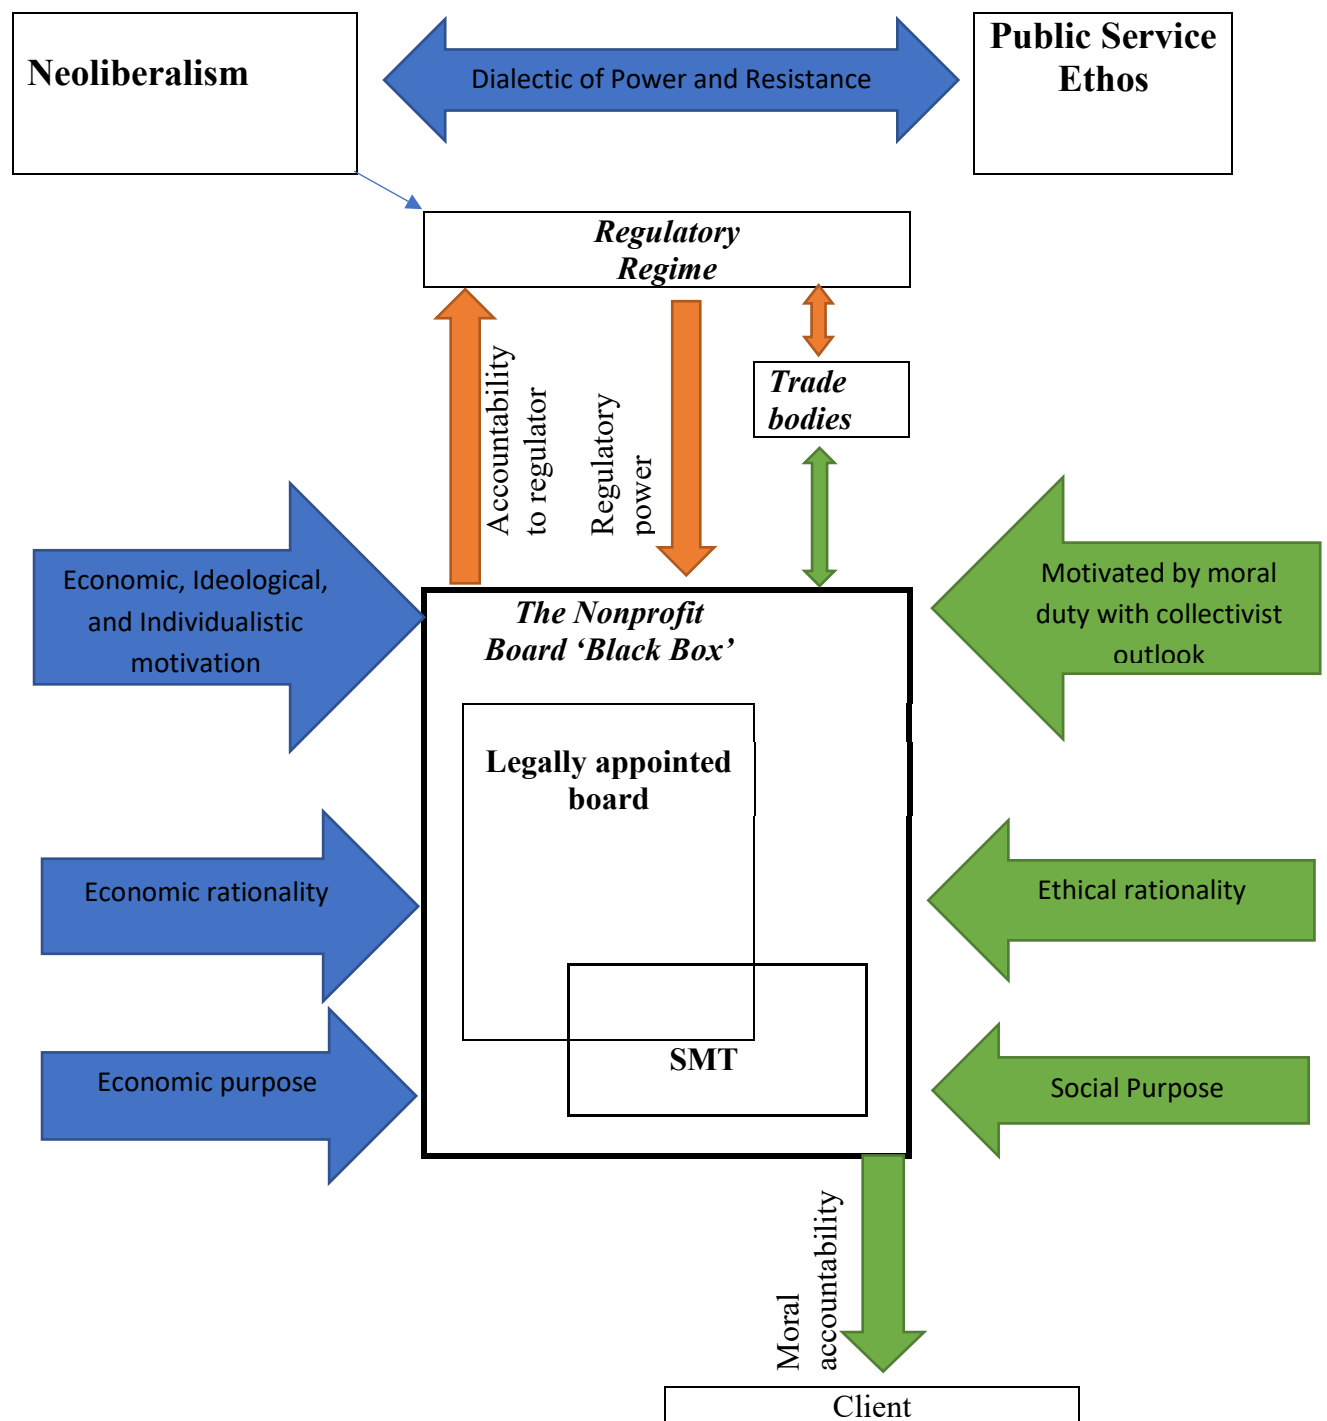 Neoliberalism
Dialectic of Power and Resistance
Public Service
Ethos
Regulatory
Regime
Accountability
to regulator
Regulatory
power
Trade
bodies
Economic, Ideological,
and Individualistic
motivation
The Nonprofit
Board ‘Black Box’
Motivated by moral
duty with collectivist
outlook
Legally appointed
board
Economic rationality
Ethical rationality
SMT
Economic purpose
Social Purpose
Moral
accountability
Client